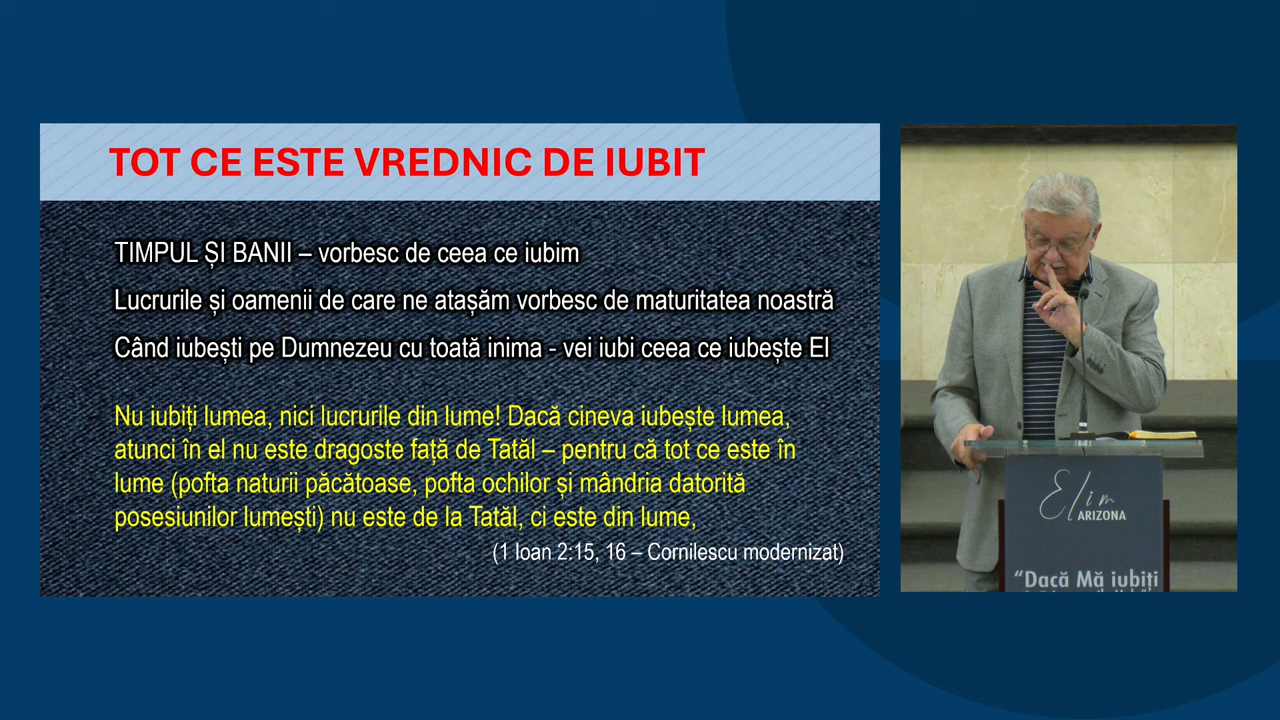 TOT CE ESTE VREDNIC DE IUBIT
TIMPUL ȘI BANII – vorbesc de ceea ce iubim
Lucrurile și oamenii de care ne atașăm vorbesc de maturitatea noastră
Când iubești pe Dumnezeu cu toată inima - vei iubi ceea ce iubește El
Nu iubiți lumea, nici lucrurile din lume! Dacă cineva iubește lumea,
atunci în el nu este dragoste față de Tatăl – pentru că tot ce este în
lume (pofta naturii păcătoase, pofta ochilor și mândria datorită
posesiunilor lumești) nu este de la Tatăl, ci este din lume,
(1 Ioan 2:15, 16 – Cornilescu modernizat)
Elim
ARIZONA
“Dacă Mă iubiți